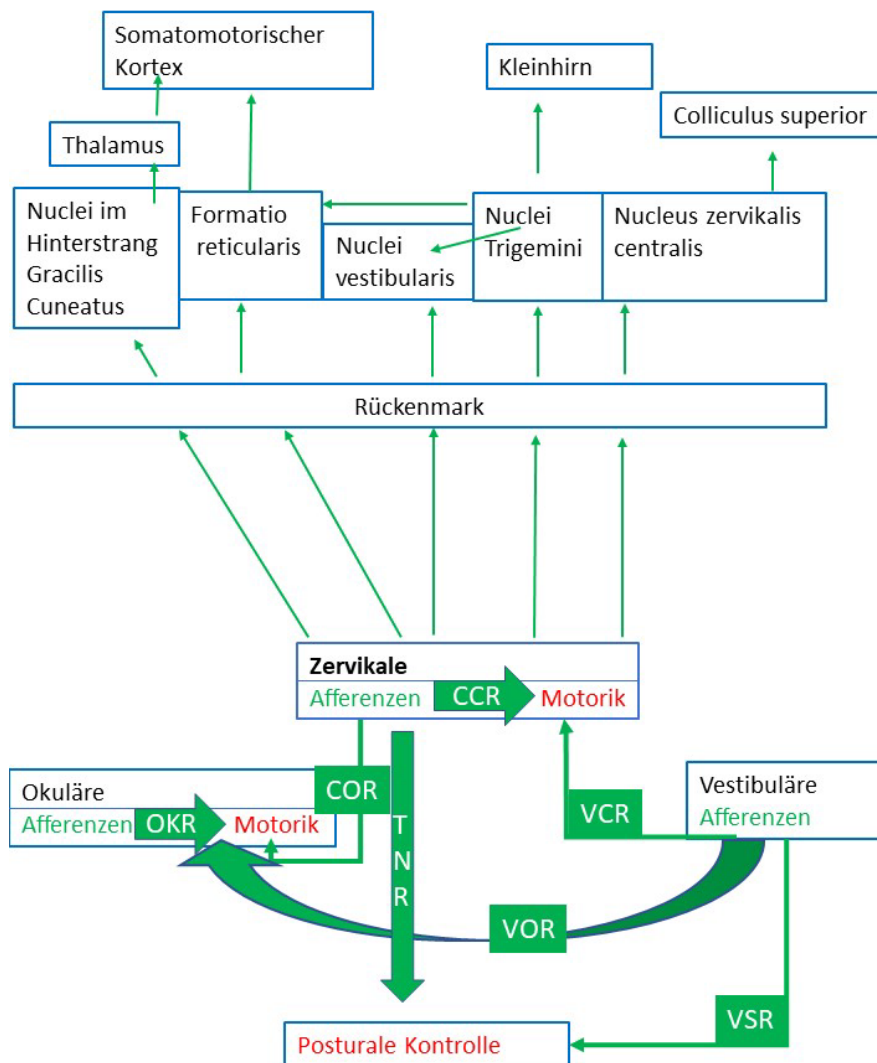 Somatomotorischer
Kortex
Kleinhirn
Colliculus superior
Thalamus
Nuclei im
Hinterstrang
Gracilis
Cuneatus
Formatio
reticularis
Nuclei
vestibularis
Nuclei
Trigemini
Nucleus zervikalis
centralis
Rückenmark
Zervikale
Afferenzen
CCR
Motorik
Okuläre
Afferenzen
OKR
Motorik
COR
TNR
VCR
Vestibuläre
Afferenzen
VOR
VSR
Posturale Kontrolle